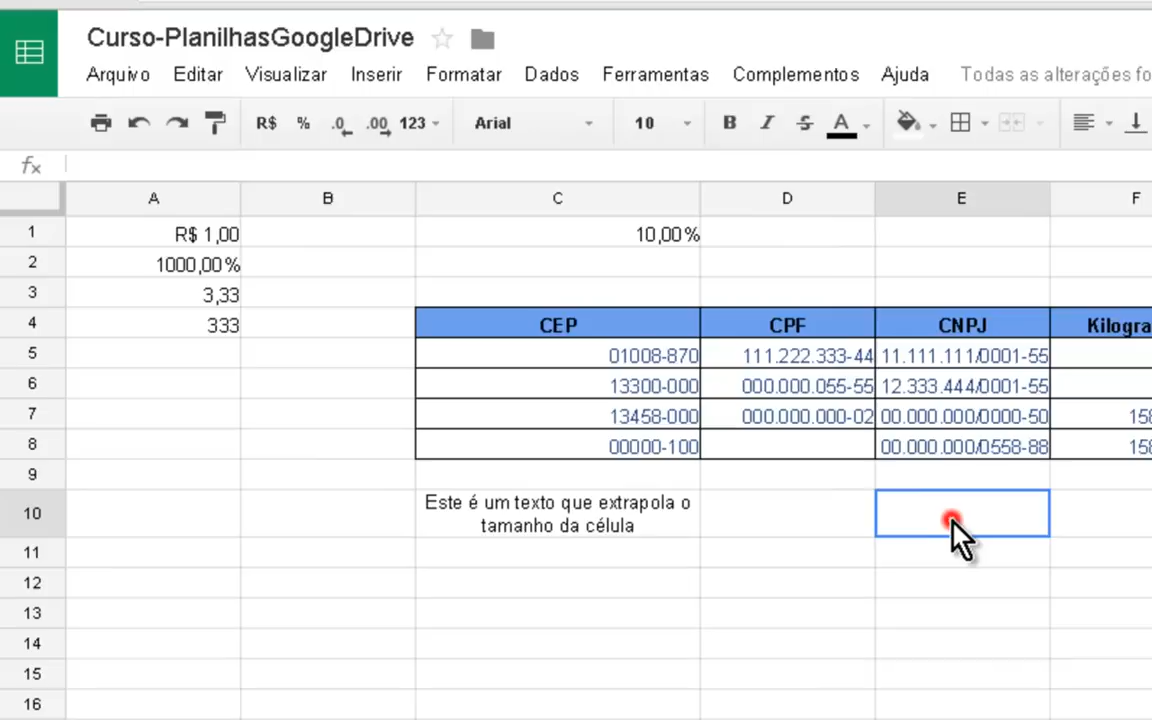 Curso-PlanilhasGoogleDrive
Arquivo Editar Visualizar Inserir Formatar Dados Ferramentas Complementos Ajuda Todas as alterações fo
R$ % .0 .00 123 Arial 10 B I S A
fx
A B C D E F
1 R$ 1,00 10,00%
2 1000,00%
3 3,33
4 333 CEP CPF CNPJ Kilogra
5 01008-870 111.222.333-44 11.111.111/0001-55
6 13300-000 000.000.055-55 12.333.444/0001-55
7 13458-000 000.000.000-02 00.000.000/0000-50 158
8 00000-100 00.000.000/0558-88 158
9
10 Este é um texto que extrapola o
tamanho da célula
11
12
13
14
15
16